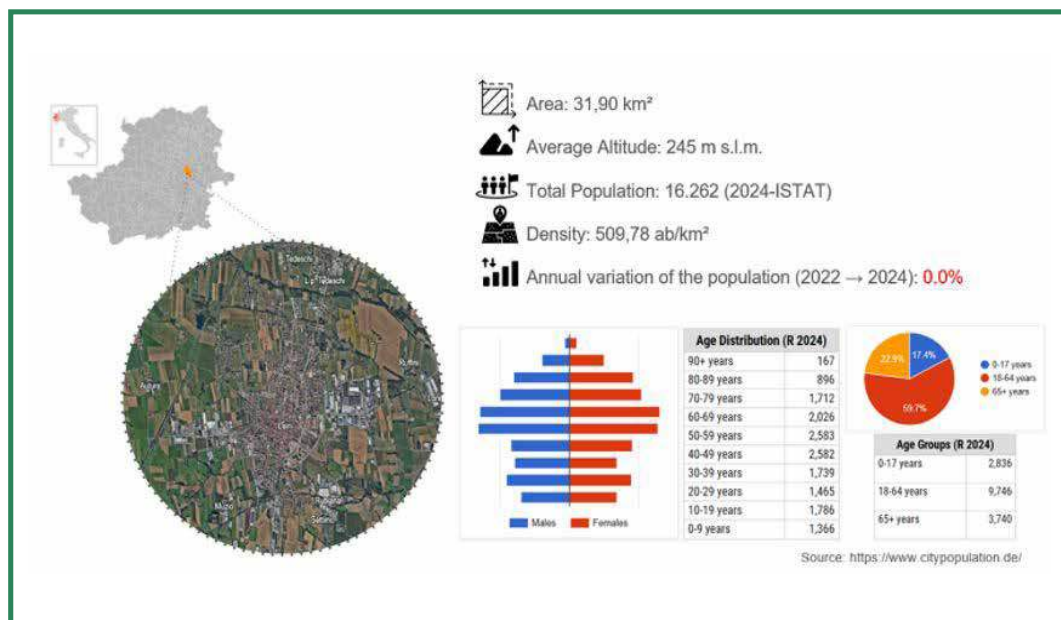 Area: 31,90 km²
Average Altitude: 245 m s.l.m.
Total Population: 16.262 (2024-ISTAT)
Density: 509,78 ab/km²
Annual variation of the population (2022 → 2024): 0.0%
Tedeschi
Tedeschi
Males
Females
Age Distribution (R 2024)
90+ years 167
80-89 years 896
70-79 years 1,712
60-69 years 2,026
50-59 years 2,583
40-49 years 2,582
30-39 years 1,739
20-29 years 1,465
10-19 years 1,786
0-9 years 1,366
22.9%
17.4%
59.7%
0-17 years
18-64 years
65+ years
Age Groups (R 2024)
0-17 years 2,836
18-64 years 9,746
65+ years 3,740
Source: https://www.citypopulation.de/